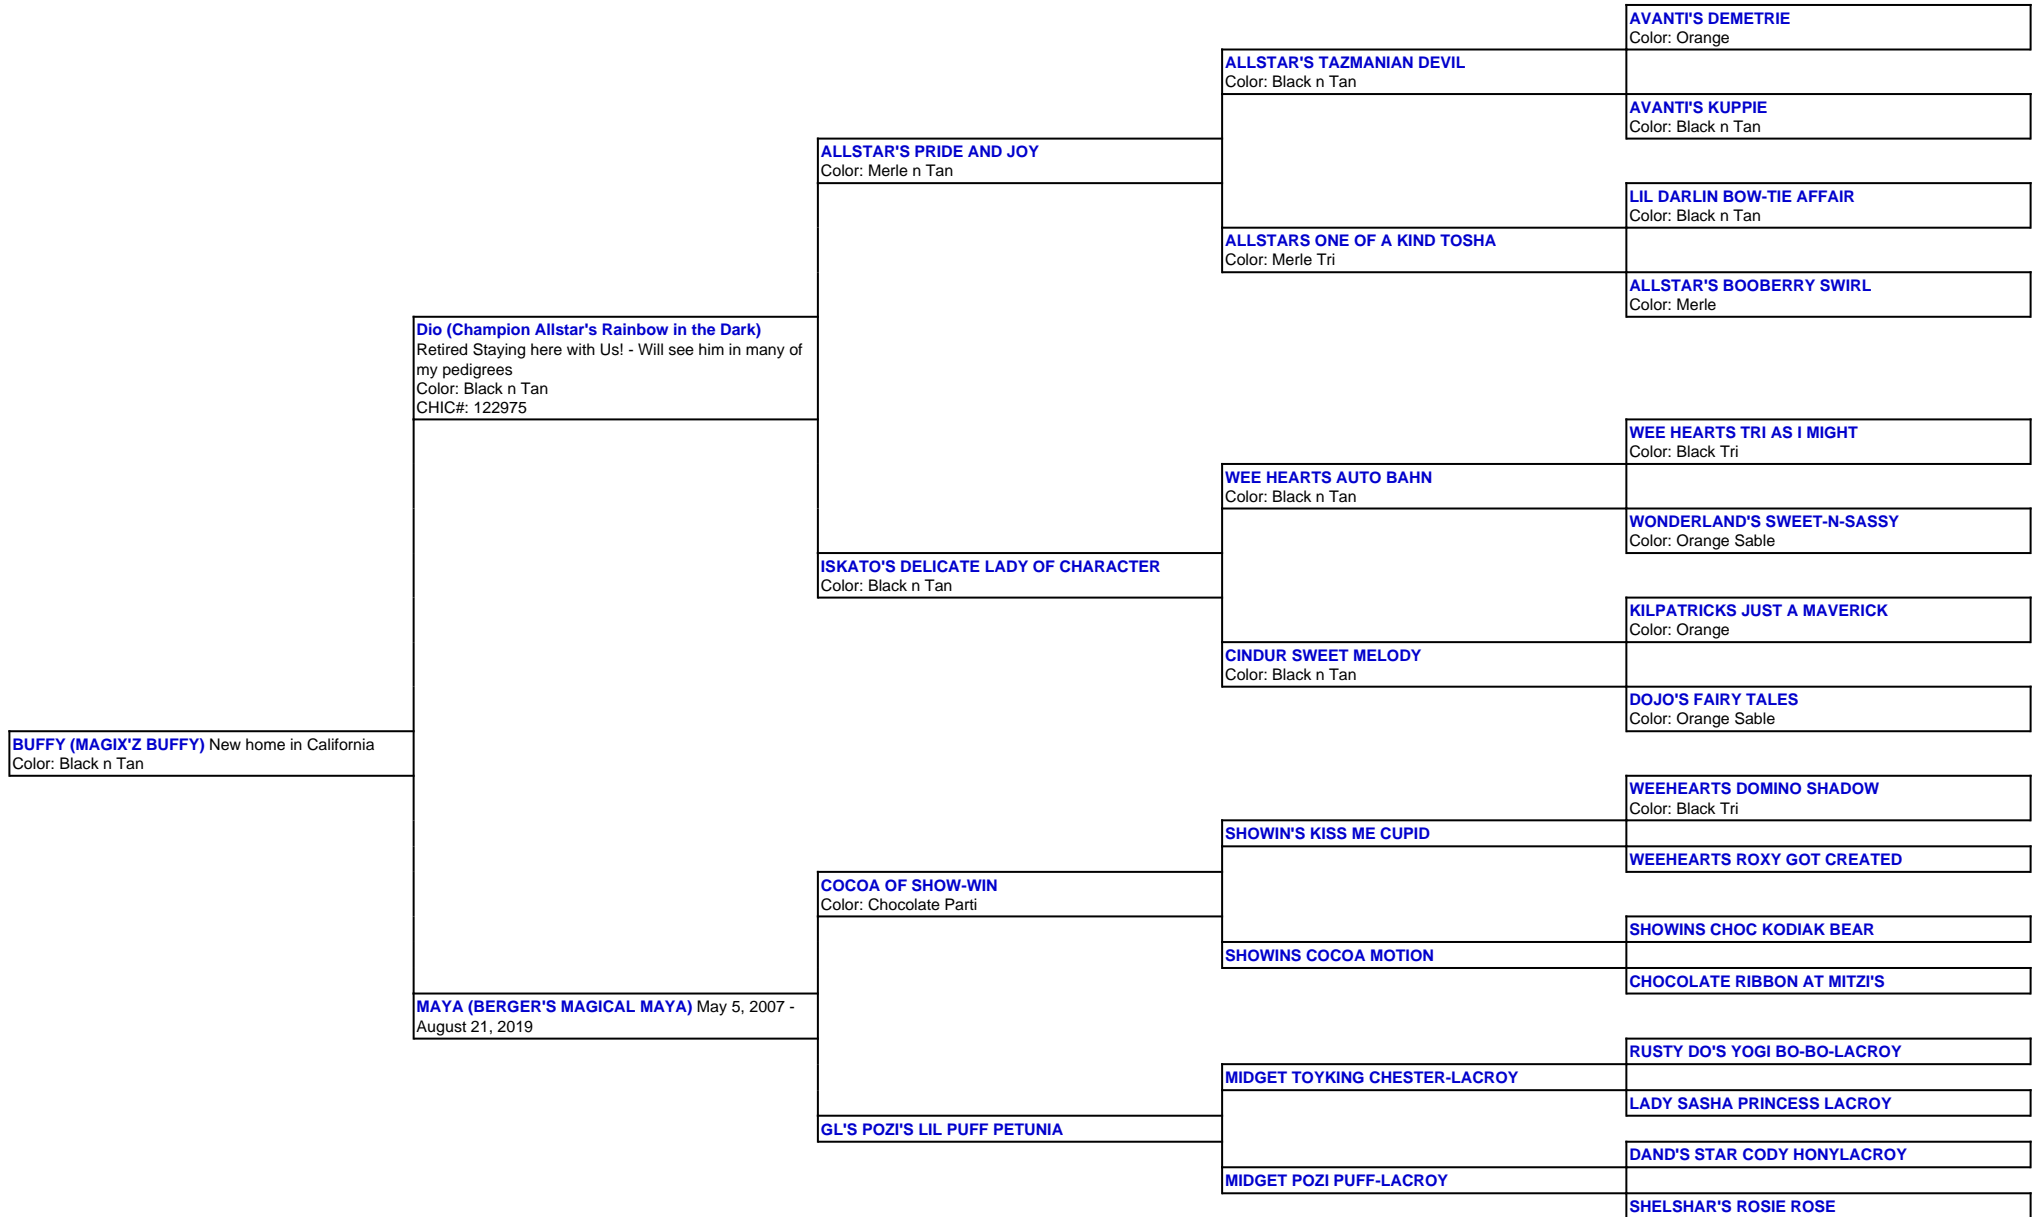 AVANTI'S DEMETRIE
Color: Orange
ALLSTAR'S TAZMANIAN DEVIL
Color: Black n Tan
AVANTI'S KUPPIE
Color: Black n Tan
ALLSTAR'S PRIDE AND JOY
Color: Merle n Tan
LIL DARLIN BOW-TIE AFFAIR
Color: Black n Tan
ALLSTARS ONE OF A KIND TOSHA
Color: Merle Tri
ALLSTAR'S BOOBERRY SWIRL
Color: Merle
Dio (Champion Allstar's Rainbow in the Dark)
Retired Staying here with Us! - Will see him in many of
my pedigrees
Color: Black n Tan
CHIC#: 122975
WEE HEARTS TRI AS I MIGHT
Color: Black Tri
WEE HEARTS AUTO BAHN
Color: Black n Tan
WONDERLAND'S SWEET-N-SASSY
Color: Orange Sable
ISKATO'S DELICATE LADY OF CHARACTER
Color: Black n Tan
KILPATRICKS JUST A MAVERICK
Color: Orange
CINDUR SWEET MELODY
Color: Black n Tan
DOJO'S FAIRY TALES
Color: Orange Sable
BUFFY (MAGIX'Z BUFFY) New home in California
Color: Black n Tan
WEEHEARTS DOMINO SHADOW
Color: Black Tri
SHOWIN'S KISS ME CUPID
WEEHEARTS ROXY GOT CREATED
COCOA OF SHOW-WIN
Color: Chocolate Parti
SHOWINS CHOC KODIAK BEAR
SHOWINS COCOA MOTION
CHOCOLATE RIBBON AT MITZI'S
MAYA (BERGER'S MAGICAL MAYA) May 5, 2007 -
August 21, 2019
RUSTY DO'S YOGI BO-BO-LACROY
MIDGET TOYKING CHESTER-LACROY
LADY SASHA PRINCESS LACROY
GL'S POZI'S LIL PUFF PETUNIA
DAND'S STAR CODY HONYLACROY
MIDGET POZI PUFF-LACROY
SHELSHAR'S ROSIE ROSE